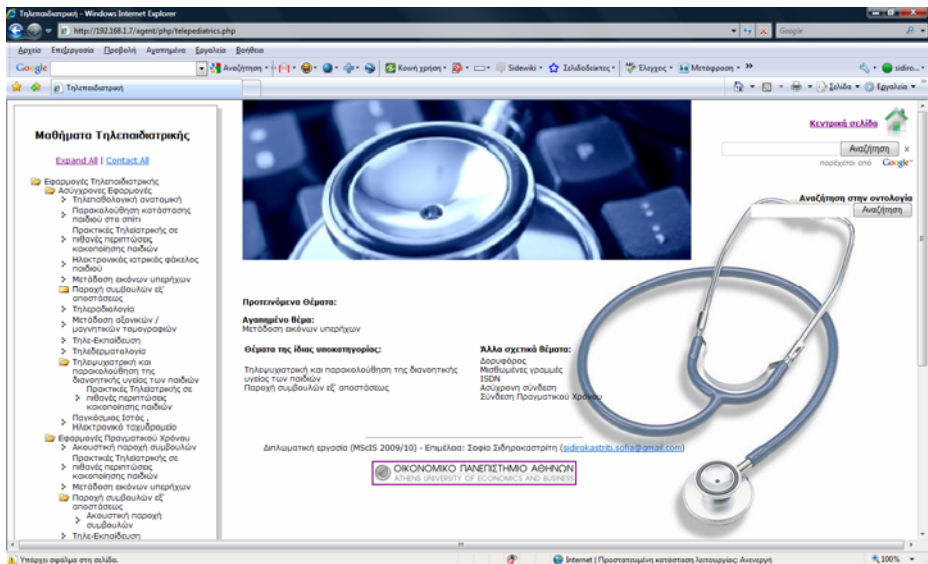 Τηλεπαιδιατρική - Windows Internet Explorer
http://192.168.1.7/agent/php/telepediatrics.php
Google
Αρχείο Επεξεργασία Προβολή Αγαπημένα Εργαλεία Βοήθεια
Google Αναζήτηση Κοινή χρήση Sidewiki Σελιδοδείκτες Έλεγχος Μετάφραση sidiro...
Τηλεπαιδιατρική Σελίδα Εργαλεία
Μαθήματα Τηλεπαιδιατρικής
Expand All | Contact All
Εφαρμογές Τηλεπαιδιατρικής
Ασύγχρονες Εφαρμογές
Τηλεπαθολογική ανατομική
Παρακολούθηση κατάστασης
παιδιού στο σπίτι
Πρακτικές Τηλεϊατρικής σε
πιθανές περιπτώσεις
κακοποίησης παιδιών
Ηλεκτρονικός ιατρικός φάκελος
παιδιού
Μετάδοση εικόνων υπερήχων
Παροχή συμβουλών εξ'
αποστάσεως
Τηλεραδιολογία
Μετάδοση αξονικών /
μαγνητικών τομογραφιών
Τηλε-Εκπαίδευση
Τηλεδερματολογία
Τηλεψυχιατρική και
παρακολούθηση της
διανοητικής υγείας των παιδιών
Πρακτικές Τηλεϊατρικής σε
πιθανές περιπτώσεις
κακοποίησης παιδιών
Παγκόσμιος Ιστός ,
Ηλεκτρονικό ταχυδρομείο
Εφαρμογές Πραγματικού Χρόνου
Ακουστική παροχή συμβουλών
Πρακτικές Τηλεϊατρικής σε
πιθανές περιπτώσεις
κακοποίησης παιδιών
Μετάδοση εικόνων υπερήχων
Παροχή συμβουλών εξ'
αποστάσεως
Ακουστική παροχή
συμβουλών
Τηλε-Εκπαίδευση
Κεντρική σελίδα
Αναζήτηση x
παρέχεται από Google™
Αναζήτηση στην οντολογία
Αναζήτηση
Προτεινόμενα Θέματα:
Αγαπημένο θέμα:
Μετάδοση εικόνων υπερήχων
Θέματα της ίδιας υποκατηγορίας:
Τηλεψυχιατρική και παρακολούθηση της διανοητικής
υγείας των παιδιών
Παροχή συμβουλών εξ' αποστάσεως
Άλλα σχετικά θέματα:
Δορυφόρος
Μισθωμένες γραμμές
ISDN
Ασύχρονη σύνδεση
Σύνδεση Πραγματικού Χρόνου
Διπλωματική εργασία (MScIS 2009/10) - Επιμέλεια: Σοφία Σιδηροκαστρίτη (sidirokastriti.sofia@gmail.com)
ΟΙΚΟΝΟΜΙΚΟ ΠΑΝΕΠΙΣΤΗΜΙΟ ΑΘΗΝΩΝ
ATHENS UNIVERSITY OF ECONOMICS AND BUSINESS
Υπάρχει σφάλμα στη σελίδα. Internet | Προστατευμένη κατάσταση λειτουργίας: Ανενεργή 100%